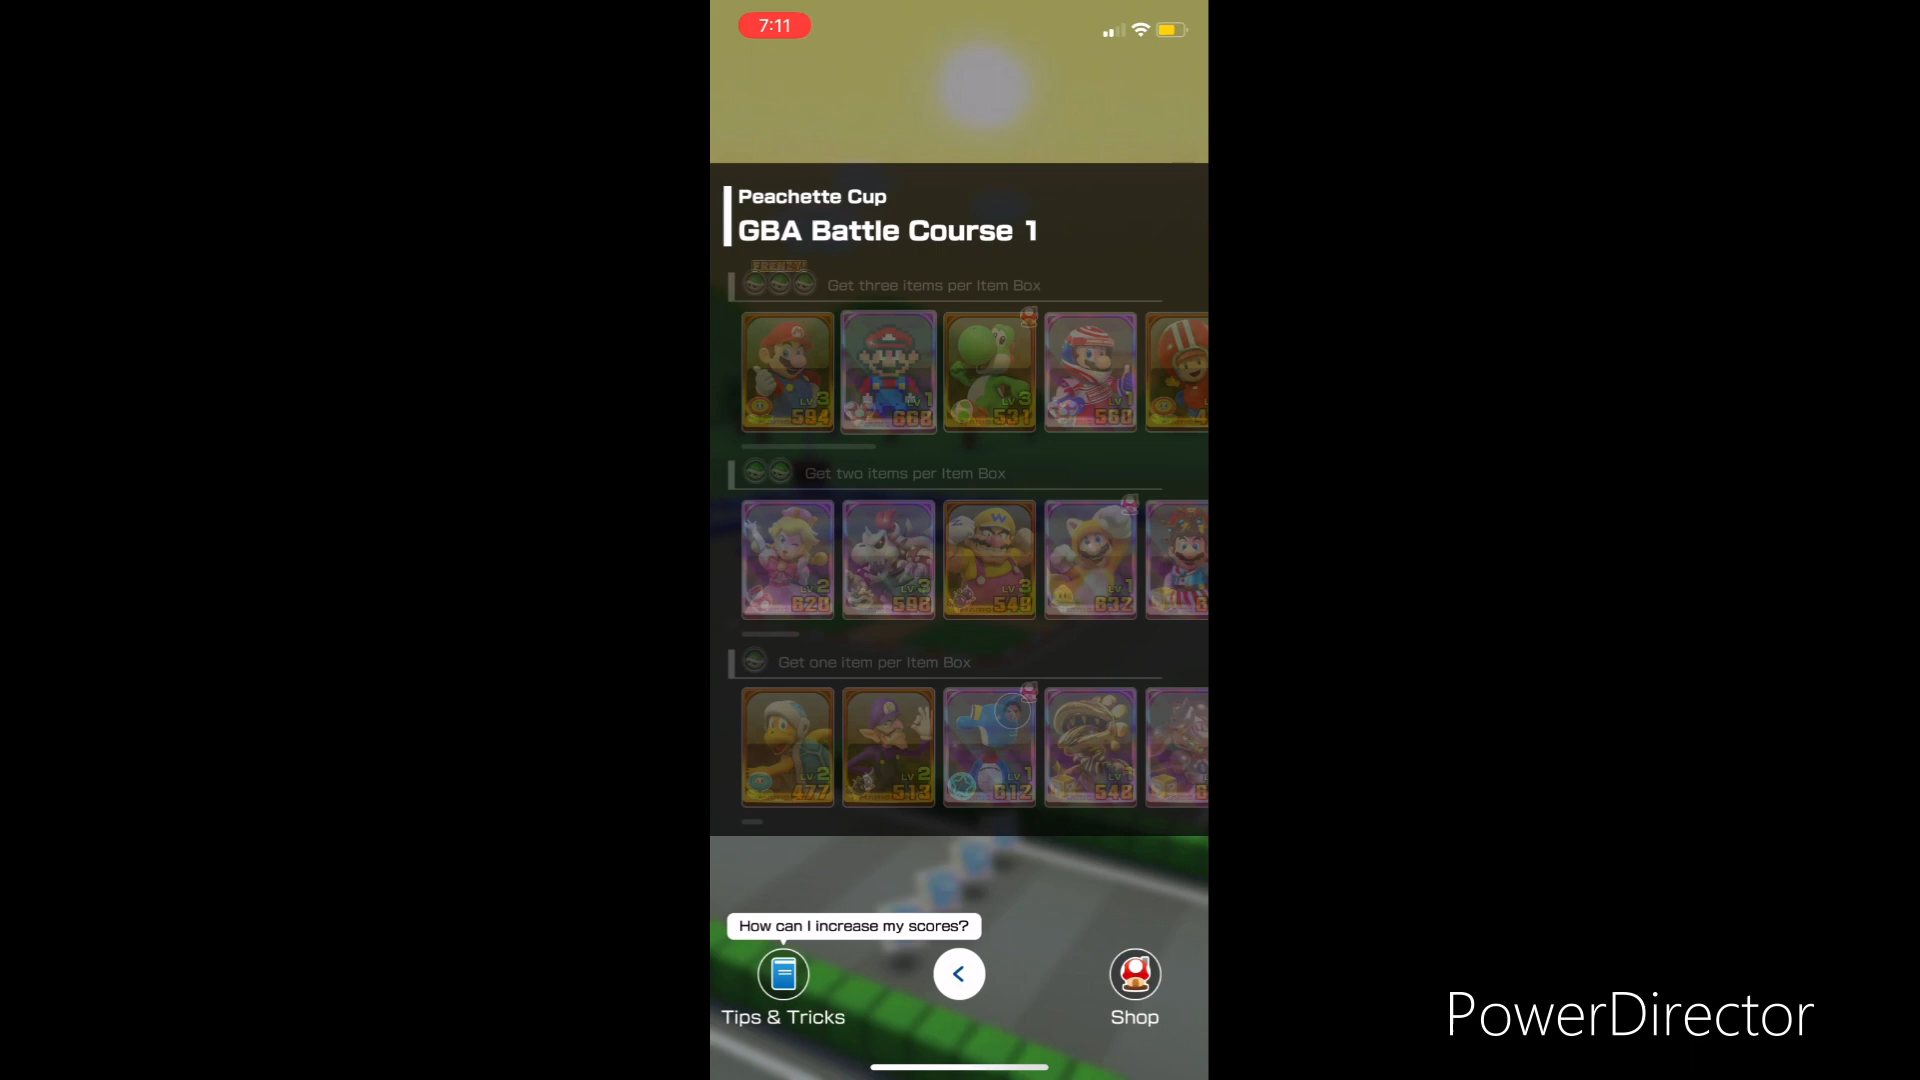 7:11
Peachette Cup
GBA Battle Course 1
FRENZY!
Get three items per Item Box
LV 3
594
LV 1
668
LV 3
531
LV 1
560
Get two items per Item Box
LV 2
620
LV 3
598
LV 3
549
LV 1
632
Get one item per Item Box
LV 2
477
LV 2
513
LV 1
612
LV 1
548
How can I increase my scores?
Tips & Tricks
Shop
PowerDirector